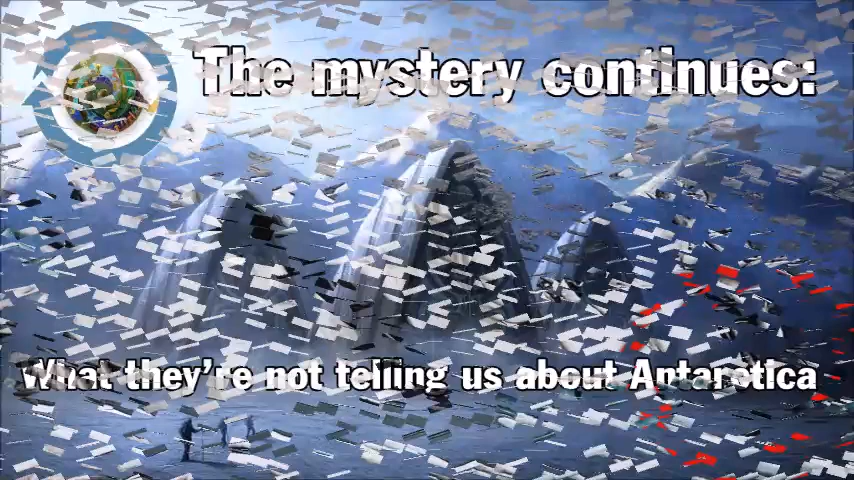 The mystery continues:
What they're not telling us about Antarctica